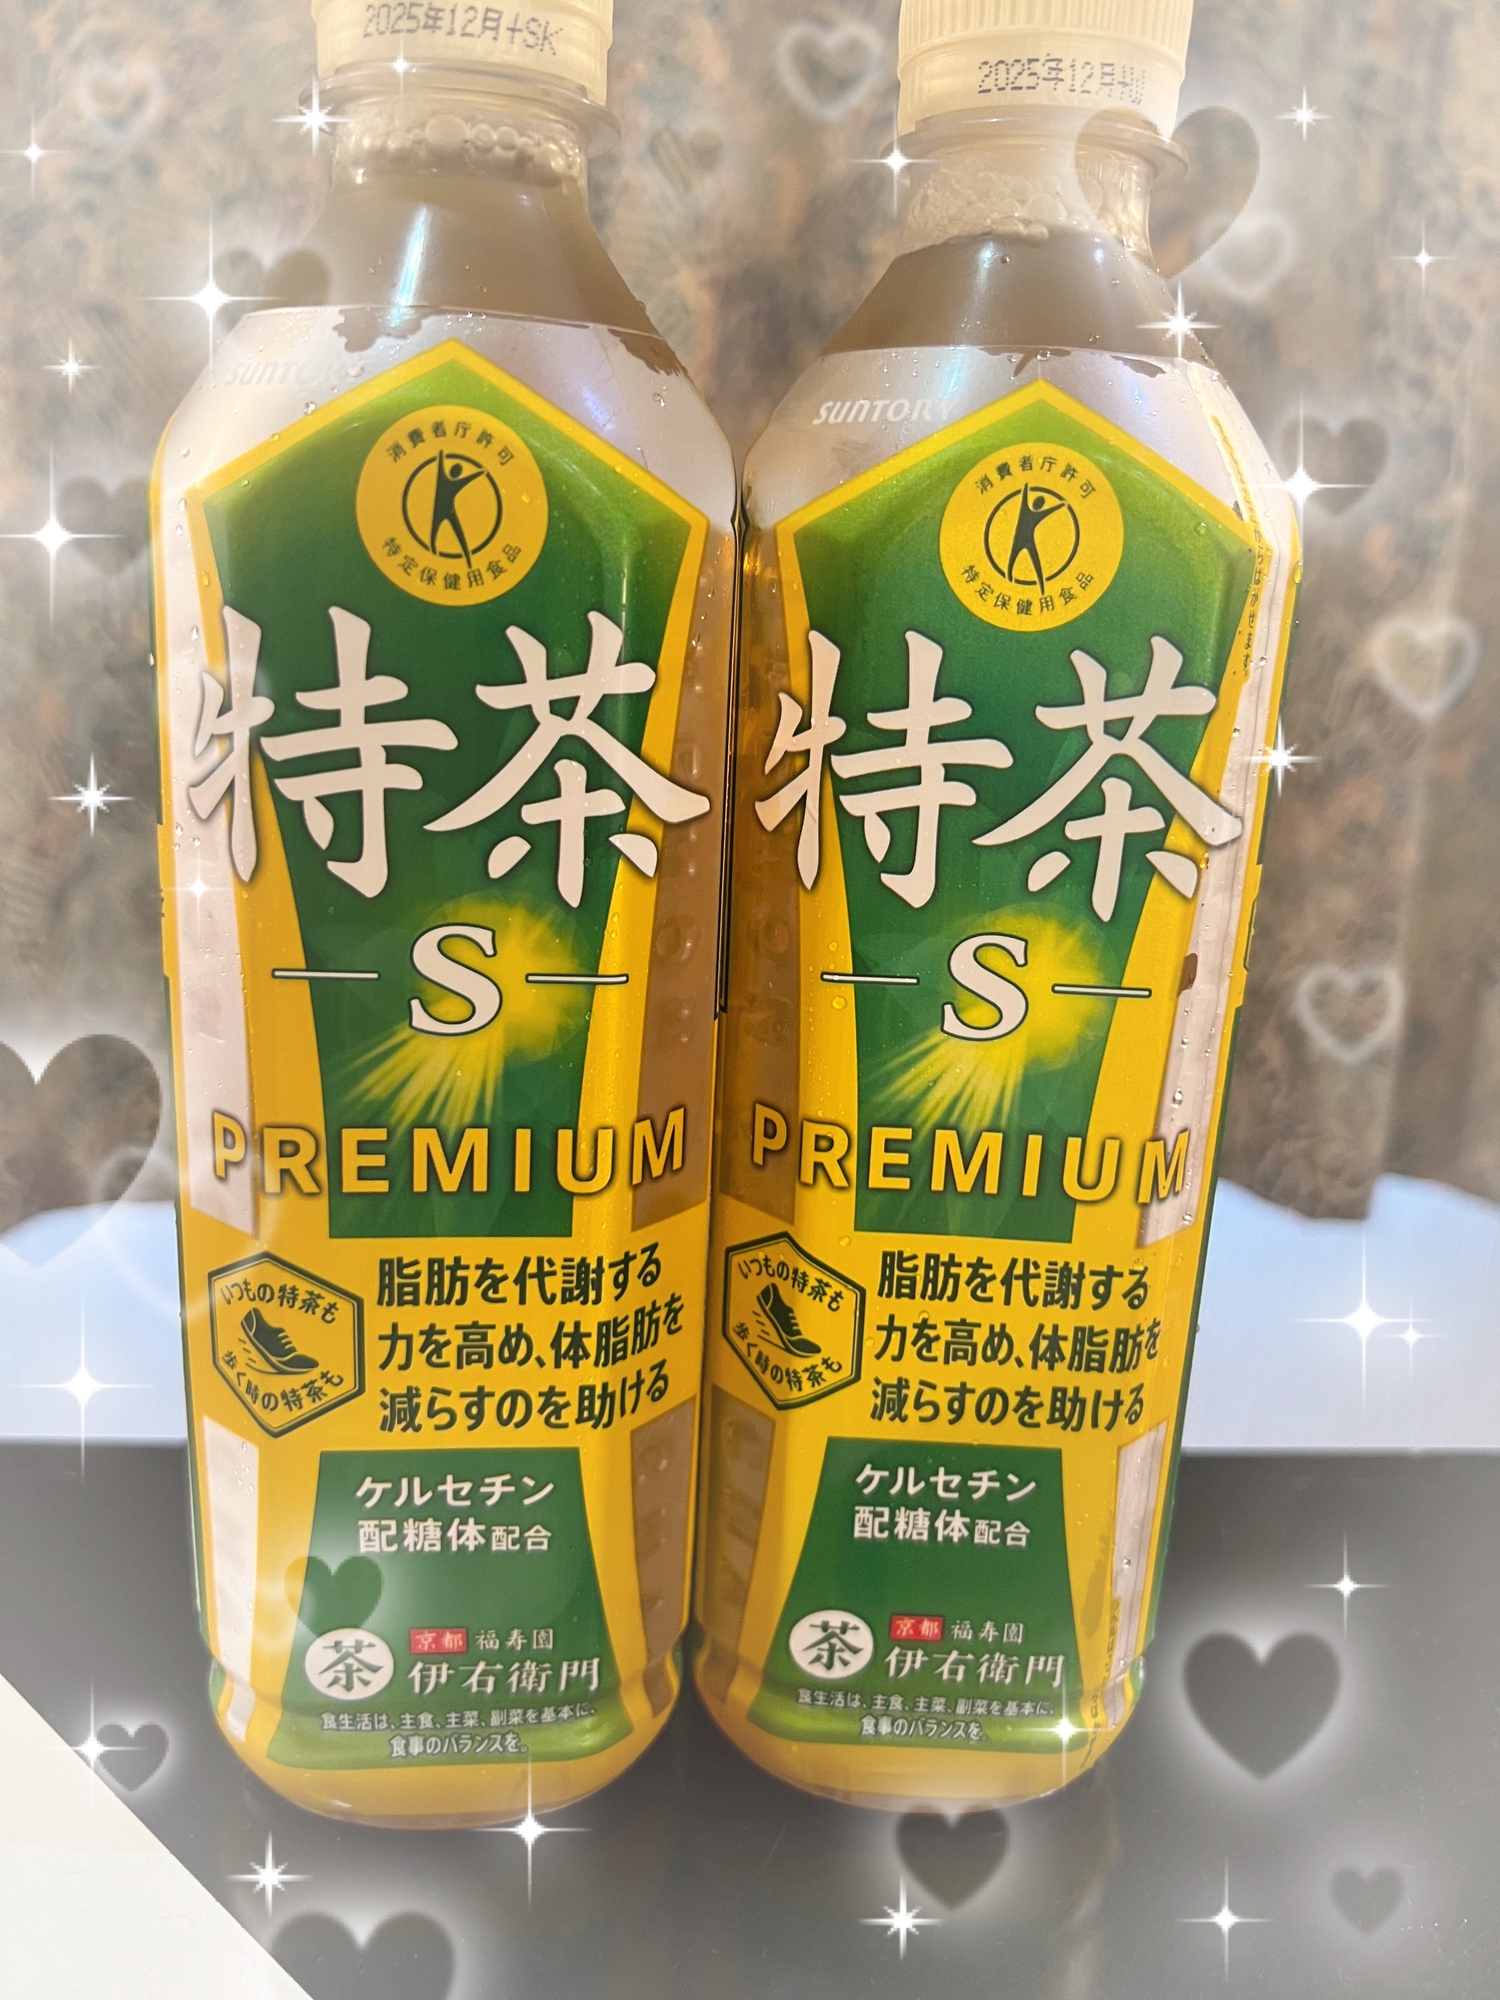 2025年12月+SK
SUNTORY
消費者庁許可
特定保健用食品
特茶
S
PREMIUM
いつもの特茶も
歩く時の特茶も
脂肪を代謝する
力を高め、体脂肪を
減らすのを助ける
ケルセチン
配糖体配合
茶
京都 福寿園
伊右衛門
食生活は、主食、主菜、副菜を基本に、
食事のバランスを。
2025年12月
SUNTORY
消費者庁許可
特定保健用食品
特茶
S
PREMIUM
いつもの特茶も
歩く時の特茶も
脂肪を代謝する
力を高め、体脂肪を
減らすのを助ける
ケルセチン
配糖体配合
茶
京都 福寿園
伊右衛門
食生活は、主食、主菜、副菜を基本に、
食事のバランスを。
からはがせます。